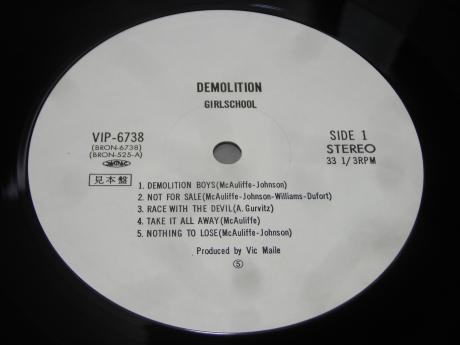 DEMOLITION
GIRLSCHOOL
VIP-6738
(BRON-6738)
(BRON-525-A)
見本盤
SIDE 1
STEREO
33 1/3RPM
1. DEMOLITION BOYS(McAuliffe-Johnson)
2. NOT FOR SALE(McAuliffe-Johnson-Williams-Dufort)
3. RACE WITH THE DEVIL(A. Gurvitz)
4. TAKE IT ALL AWAY(McAuliffe)
5. NOTHING TO LOSE(McAuliffe-Johnson)
Produced by Vic Maile
Ⓢ